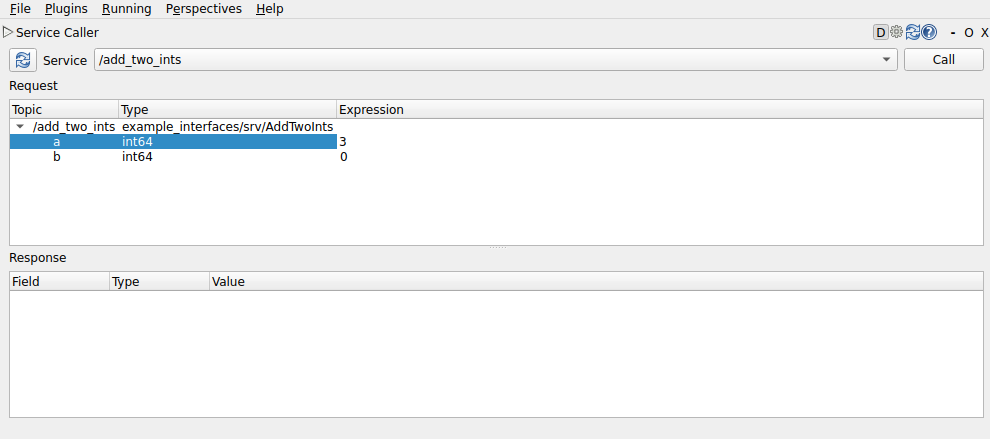 File Plugins Running Perspectives Help
Service Caller D - O X
Service /add_two_ints Call
Request
Topic Type Expression
/add_two_ints example_interfaces/srv/AddTwoInts
a int64 3
b int64 0
Response
Field Type Value